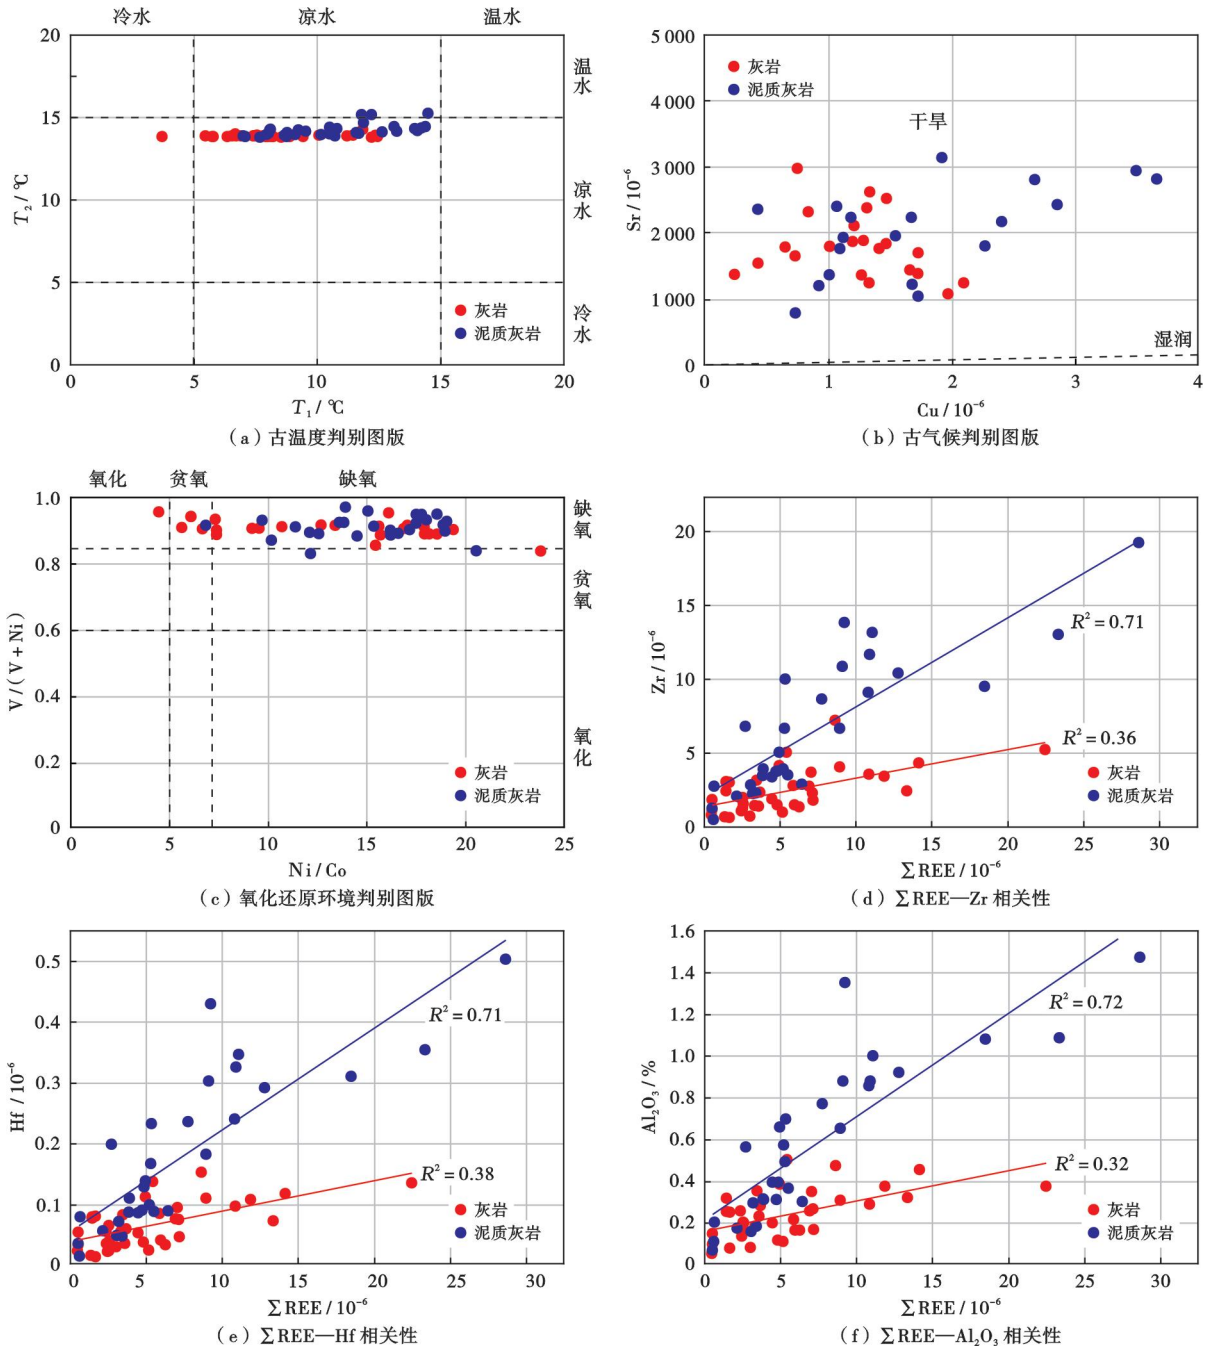 冷水 凉水 温水
20
15
10
5
0
T₂ / ℃
温水
凉水
冷水
灰岩
泥质灰岩
0 5 10 15 20
T₁ / ℃
(a) 古温度判别图版
5 000
4 000
3 000
2 000
1 000
0
Sr / 10⁻⁶
灰岩
泥质灰岩
干旱
湿润
0 1 2 3 4
Cu / 10⁻⁶
(b) 古气候判别图版
氧化 贫氧 缺氧
1.0
0.8
0.6
0.4
0.2
0
V / ( V + Ni )
缺氧
贫氧
氧化
灰岩
泥质灰岩
0 5 10 15 20 25
Ni / Co
(c) 氧化还原环境判别图版
20
15
10
5
0
Zr / 10⁻⁶
R² = 0.71
R² = 0.36
灰岩
泥质灰岩
0 5 10 15 20 25 30
∑REE / 10⁻⁶
(d) ∑REE—Zr 相关性
0.5
0.4
0.3
0.2
0.1
0
Hf / 10⁻⁶
R² = 0.71
R² = 0.38
灰岩
泥质灰岩
0 5 10 15 20 25 30
∑REE / 10⁻⁶
(e) ∑REE—Hf 相关性
1.6
1.4
1.2
1.0
0.8
0.6
0.4
0.2
0
Al₂O₃ / %
R² = 0.72
R² = 0.32
灰岩
泥质灰岩
0 5 10 15 20 25 30
∑REE / 10⁻⁶
(f) ∑REE—Al₂O₃ 相关性